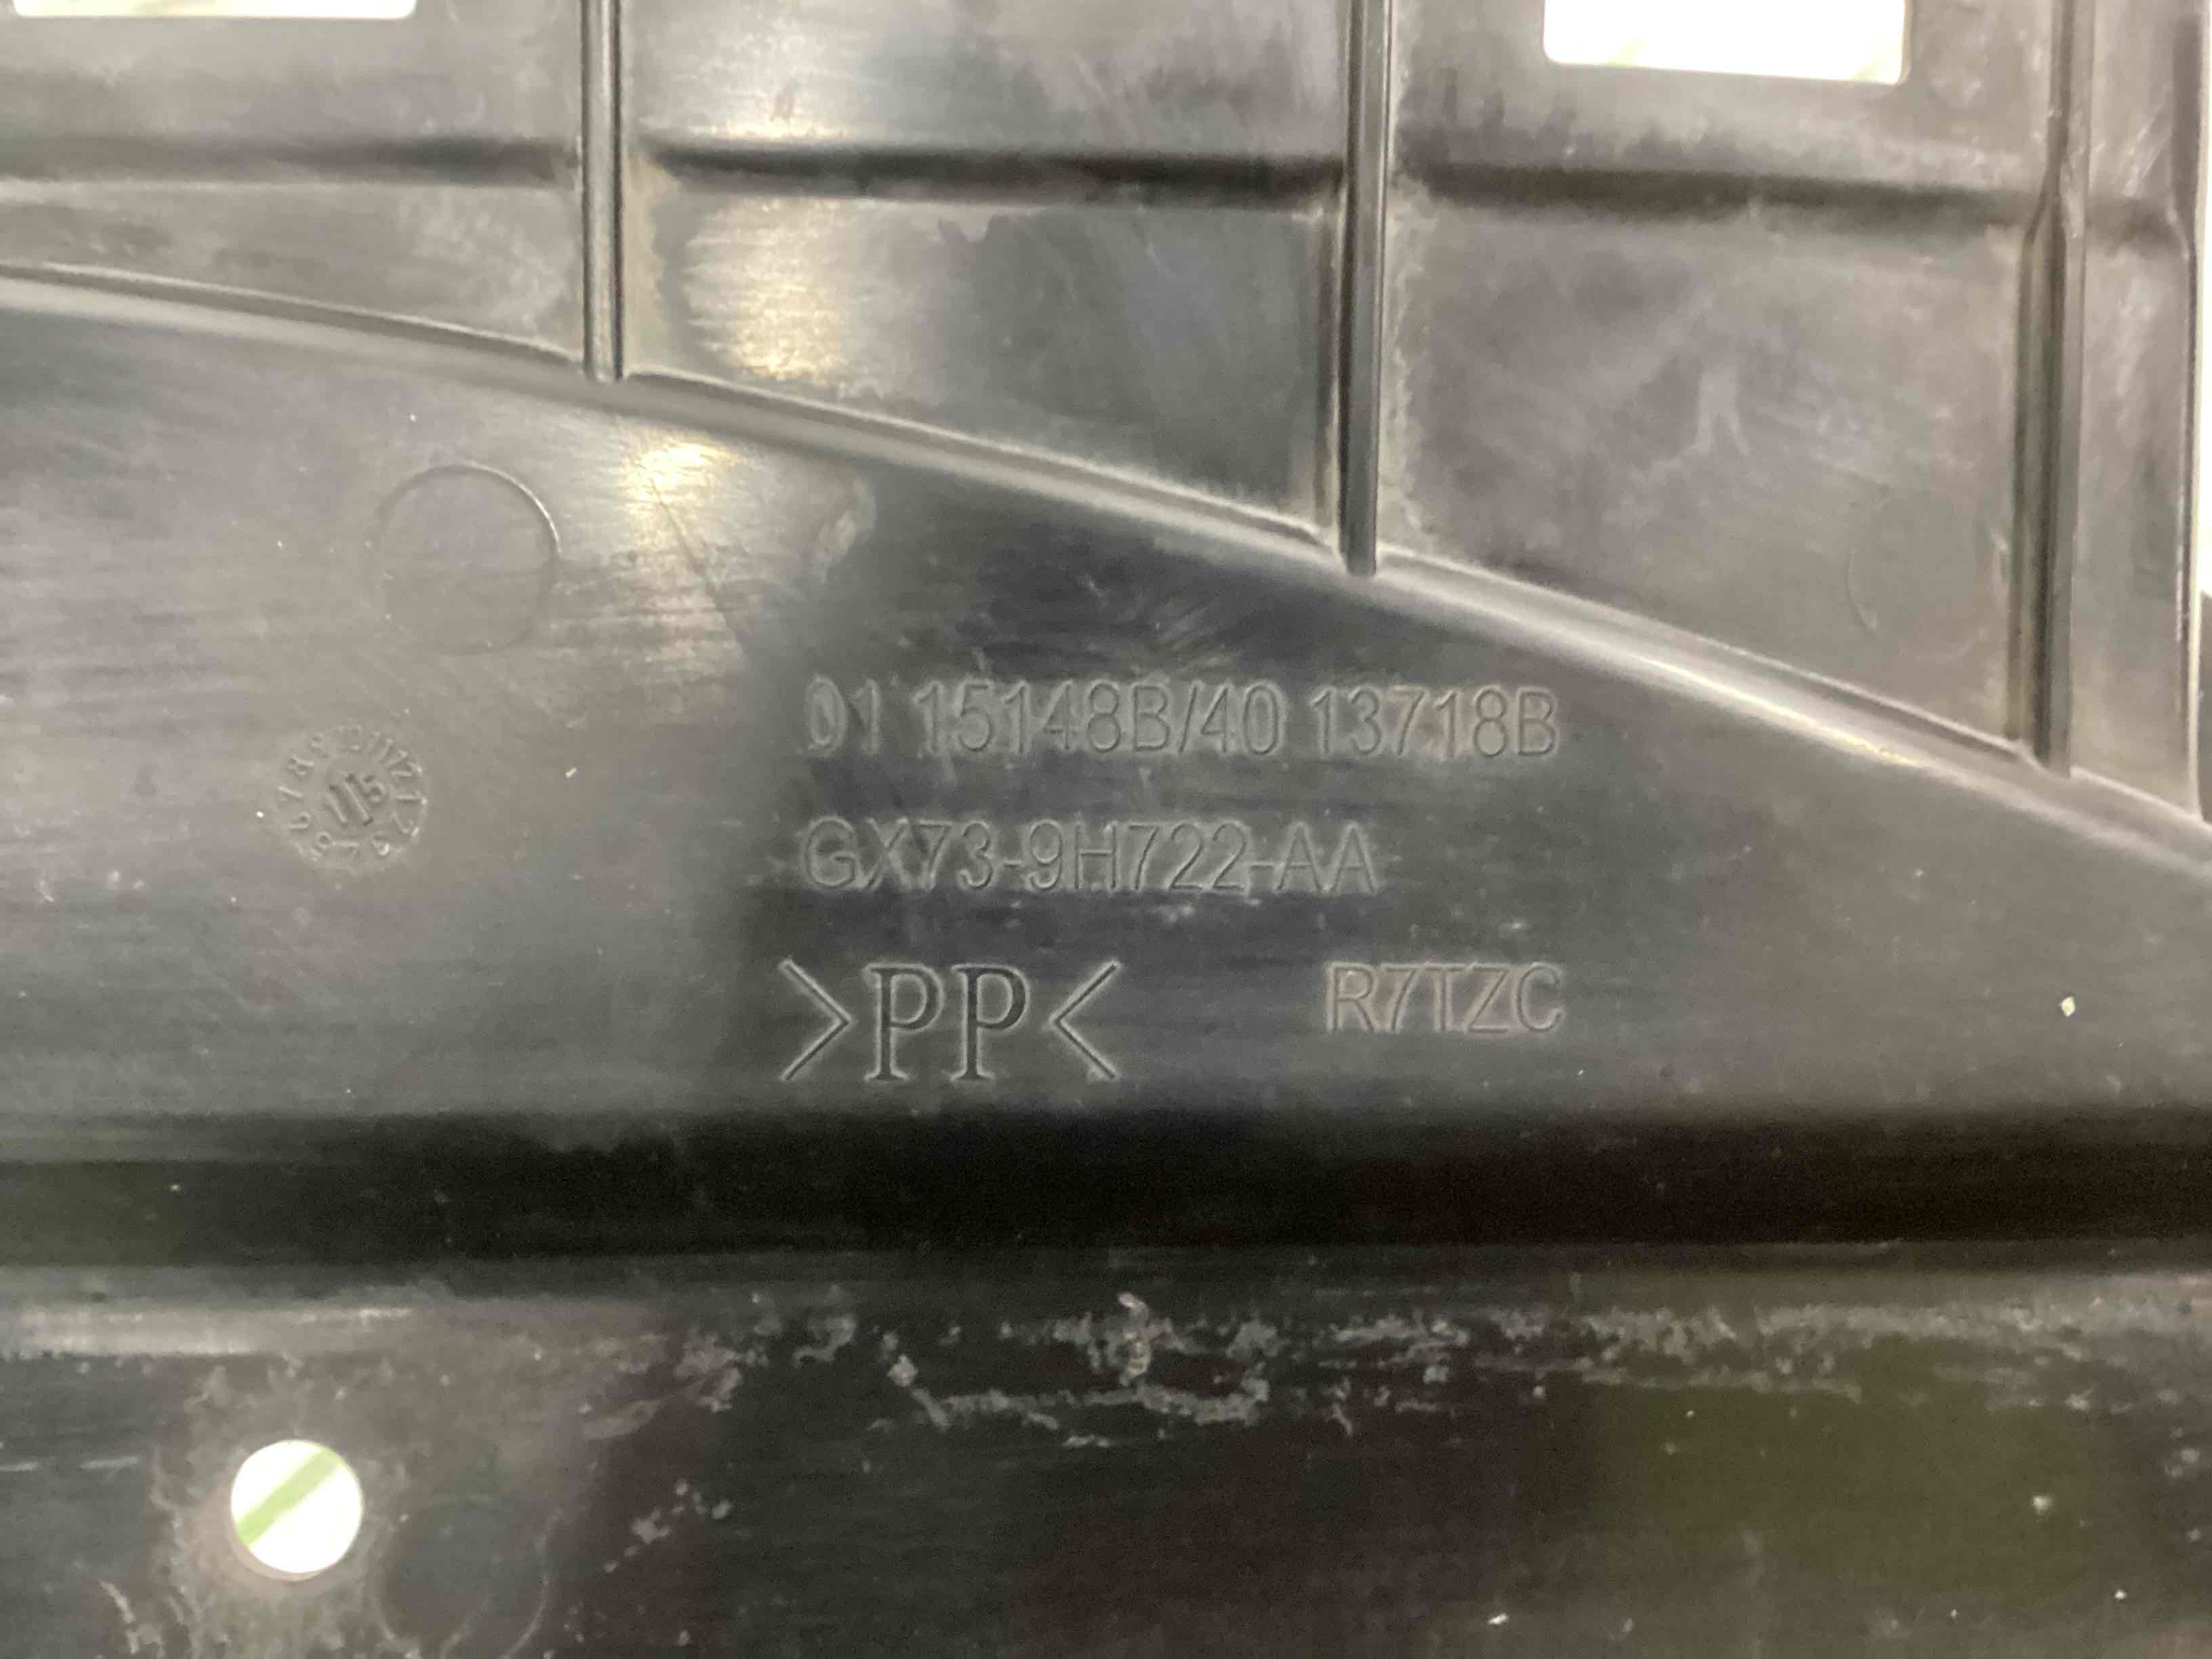 01 15148B/40 13718B
GX73-9H722-AA
>PP<
R7TZC